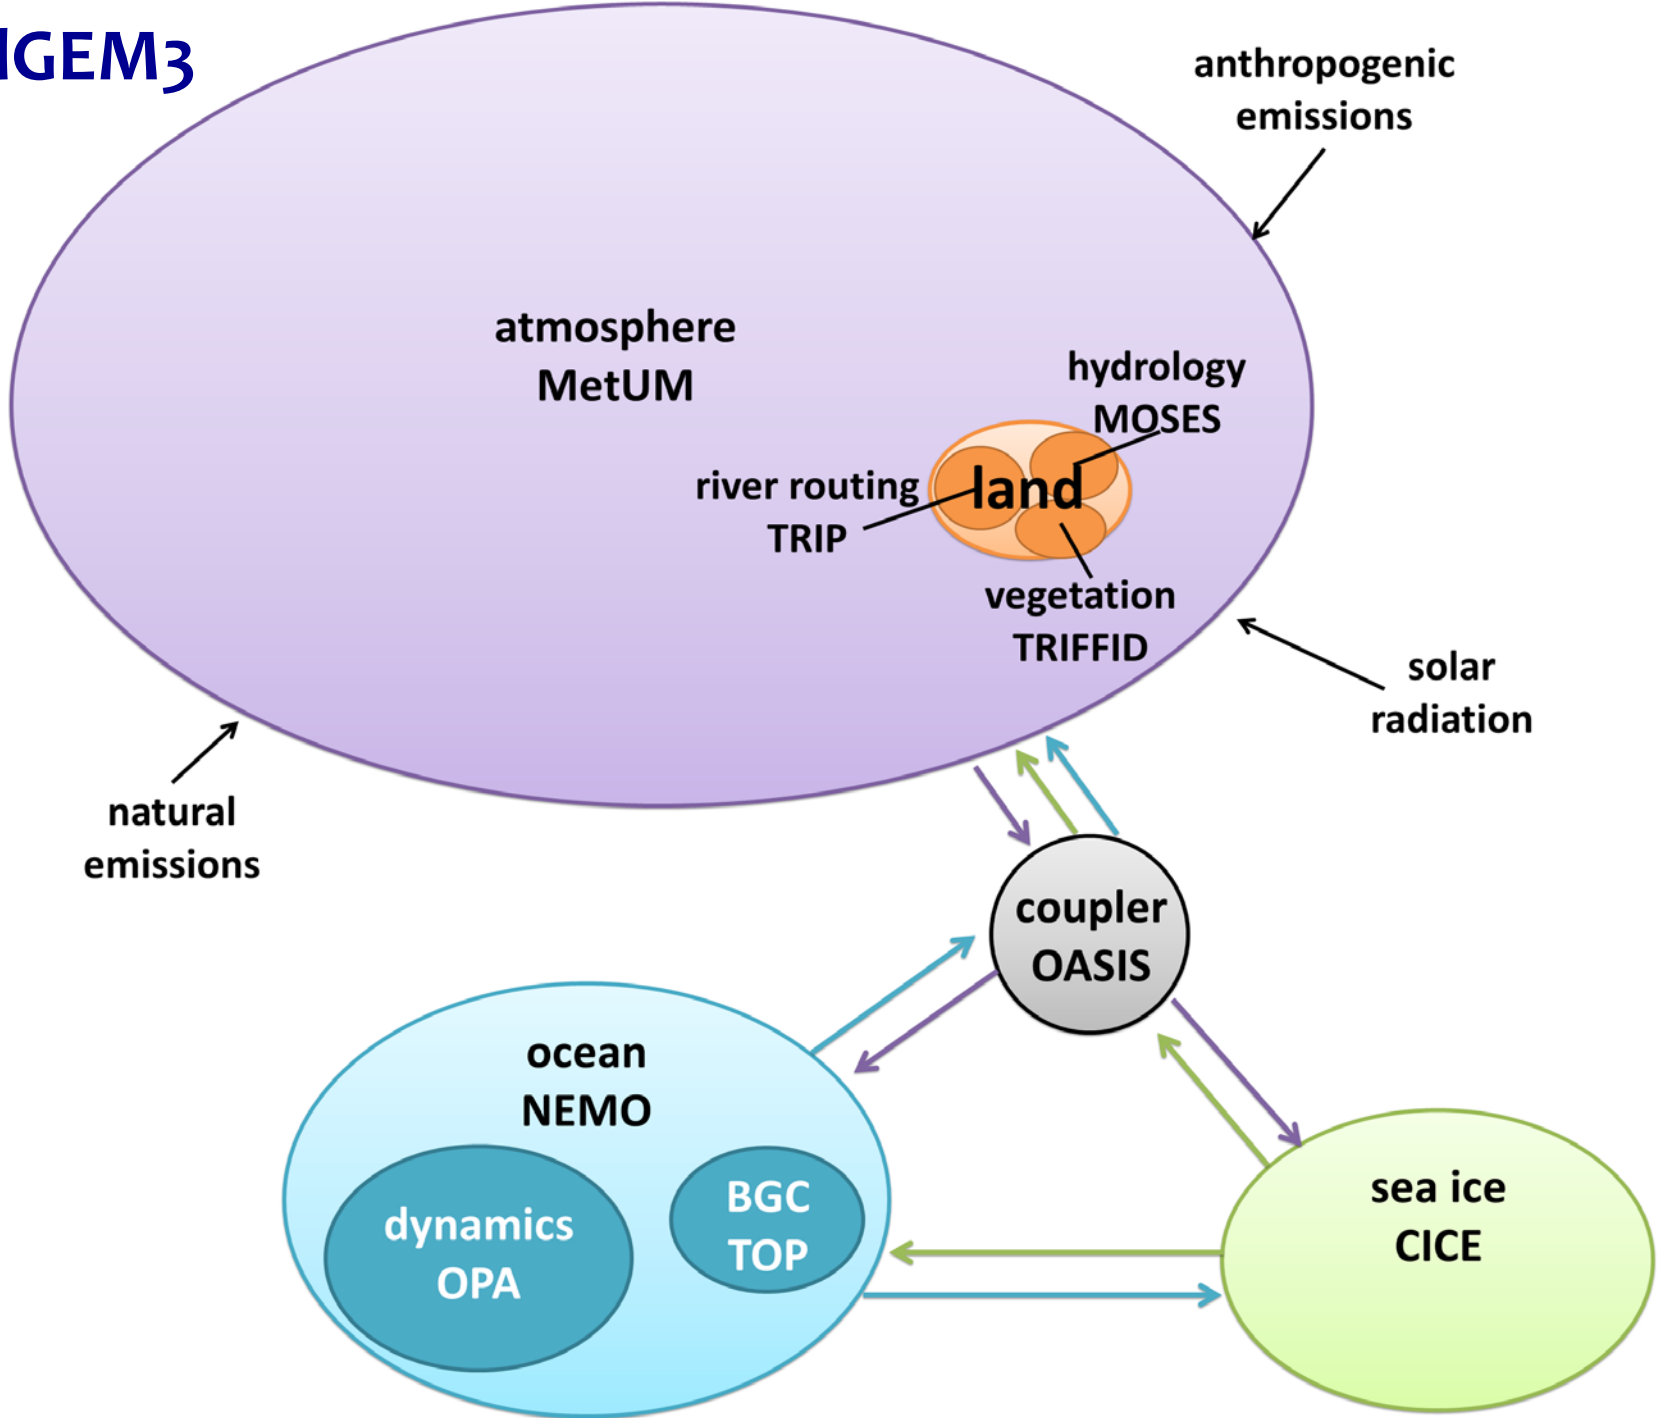 GEM3
anthropogenic
emissions
atmosphere
MetUM
hydrology
MOSES
river routing
TRIP
land
vegetation
TRIFFID
solar
radiation
natural
emissions
coupler
OASIS
ocean
NEMO
dynamics
OPA
BGC
TOP
sea ice
CICE